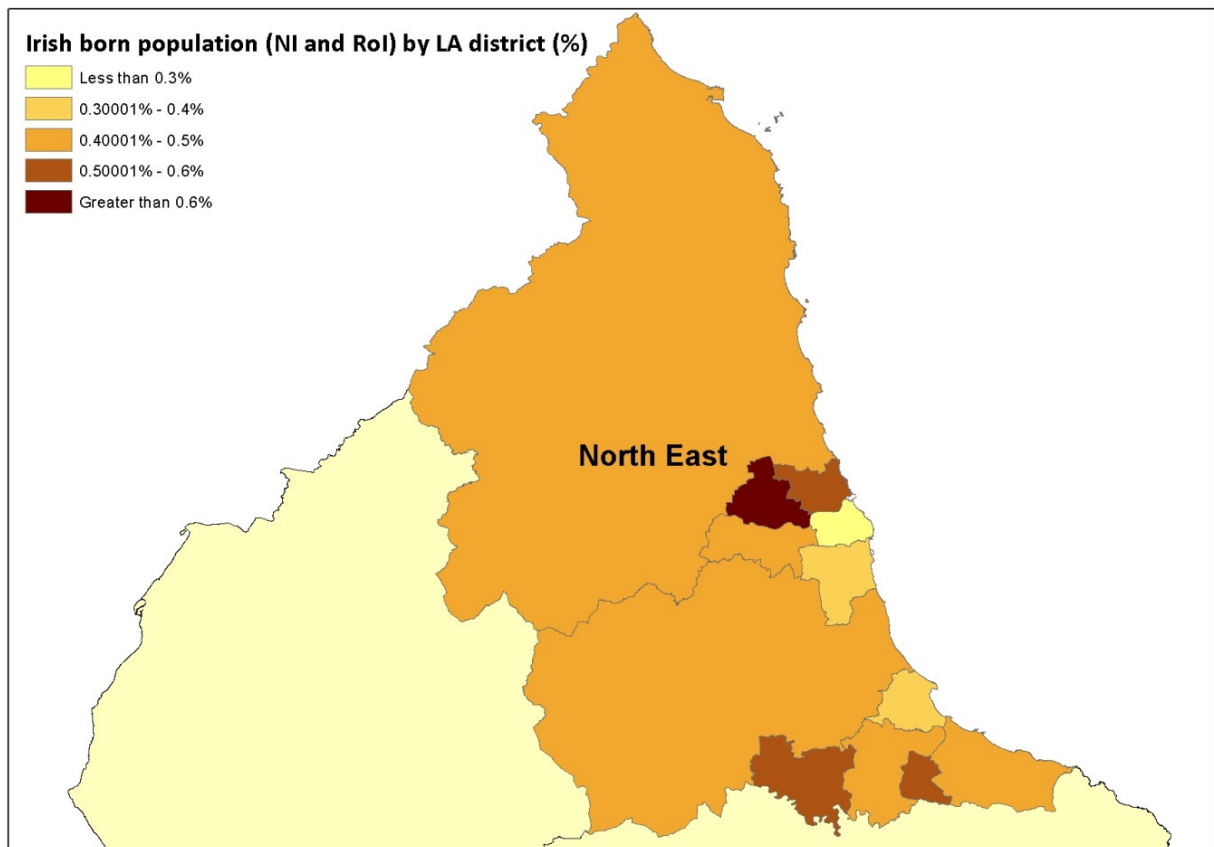 Irish born population (NI and RoI) by LA district (%)
Less than 0.3%
0.30001% - 0.4%
0.40001% - 0.5%
0.50001% - 0.6%
Greater than 0.6%
North East